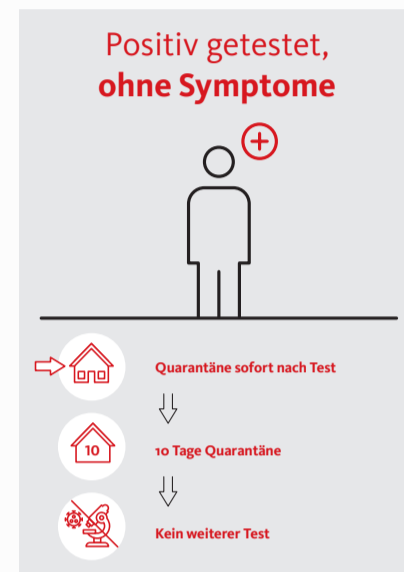 Positiv getestet,
ohne Symptome
Quarantäne sofort nach Test
10
10 Tage Quarantäne
Kein weiterer Test